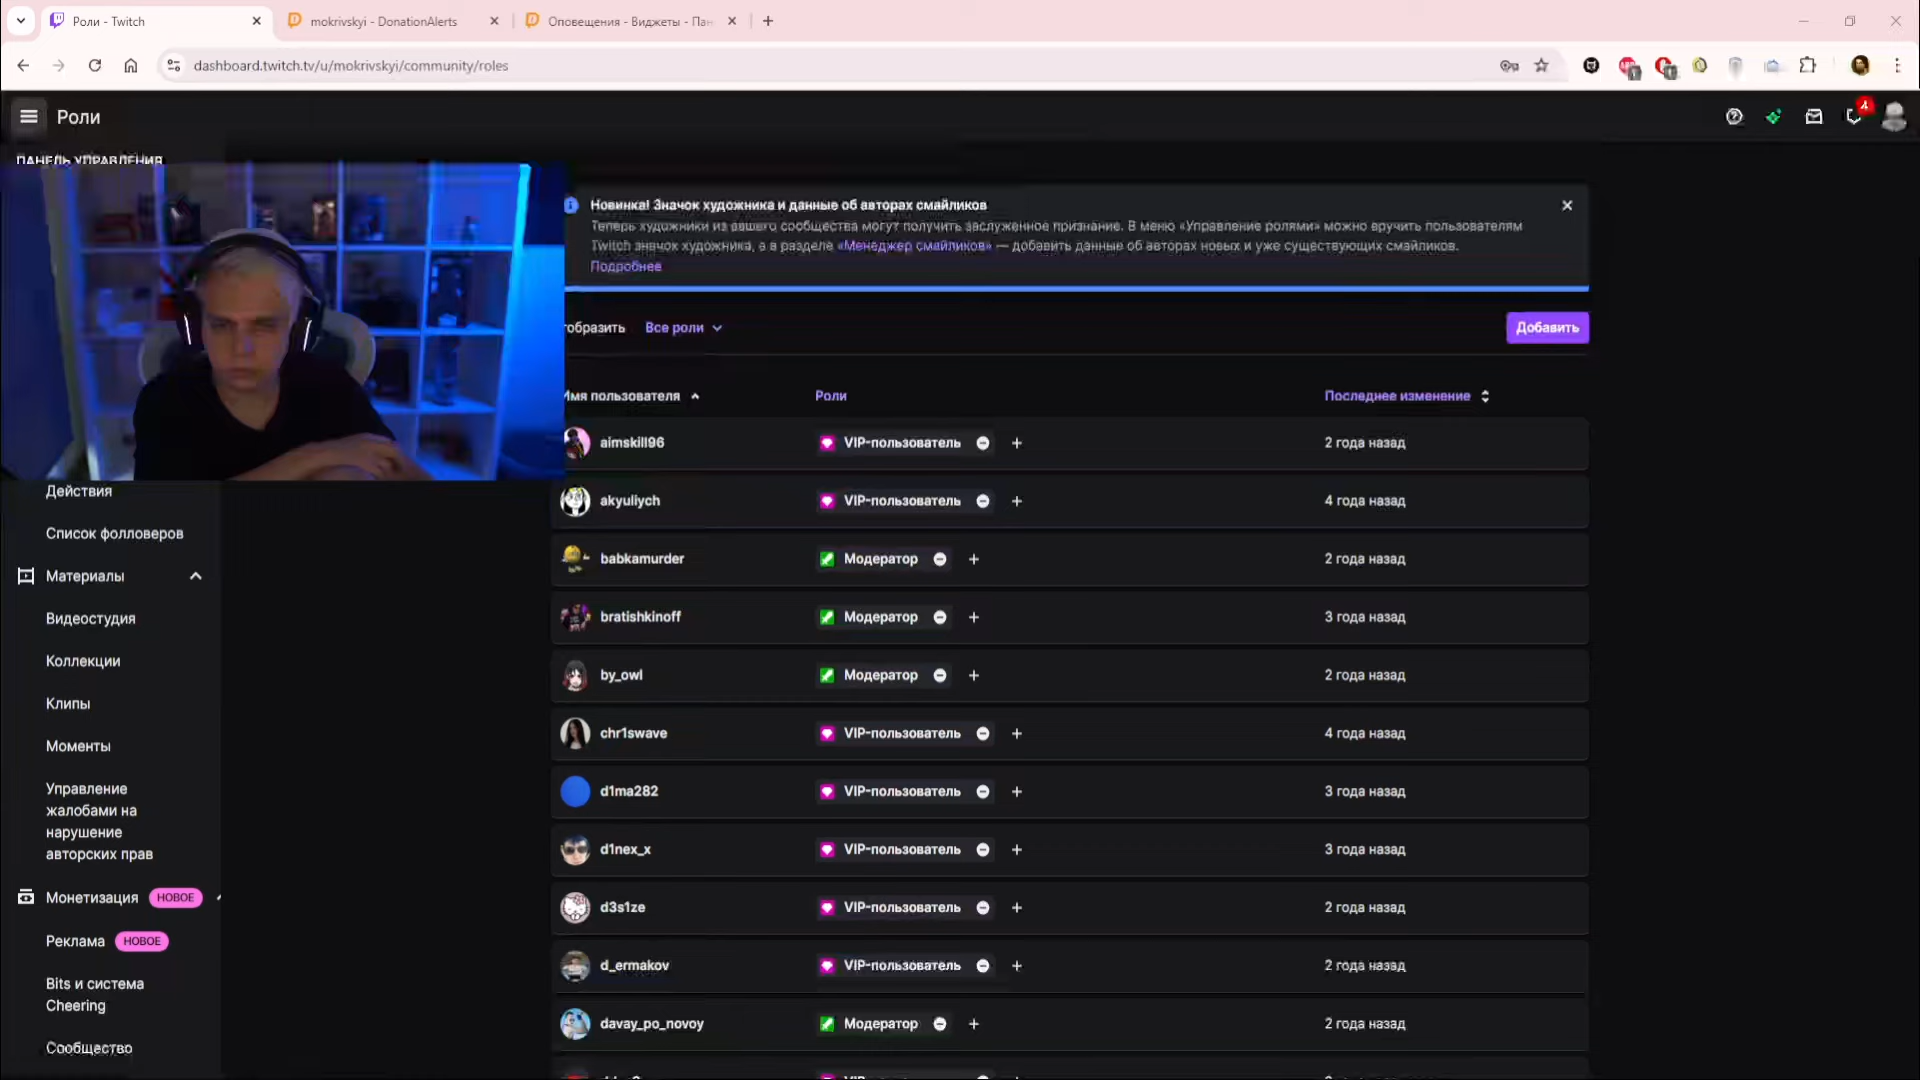 Роли - Twitch
mokrivskyi - DonationAlerts
Оповещения - Виджеты - Пан
dashboard.twitch.tv/u/mokrivskyi/community/roles
Роли
4
ПАНЕЛЬ УПРАВЛЕНИЯ
Новинка! Значок художника и данные об авторах смайликов
Теперь художники из вашего сообщества могут получить заслуженное признание. В меню «Управление ролями» можно вручить пользователям
Twitch значок художника, а в разделе «Менеджер смайликов» — добавить данные об авторах новых и уже существующих смайликов.
Подробнее
тобразить Все роли
Добавить
Имя пользователя
Роли
Последнее изменение
aimskill96 VIP-пользователь 2 года назад
akyuliych VIP-пользователь 4 года назад
babkamurder Модератор 2 года назад
bratishkinoff Модератор 3 года назад
by_owl Модератор 2 года назад
chr1swave VIP-пользователь 4 года назад
d1ma282 VIP-пользователь 3 года назад
d1nex_x VIP-пользователь 3 года назад
d3s1ze VIP-пользователь 2 года назад
d_ermakov VIP-пользователь 2 года назад
davay_po_novoy Модератор 2 года назад
Действия
Список фолловеров
Материалы
Видеостудия
Коллекции
Клипы
Моменты
Управление
жалобами на
нарушение
авторских прав
Монетизация НОВОЕ
Реклама НОВОЕ
Bits и система
Cheering
Сообщество